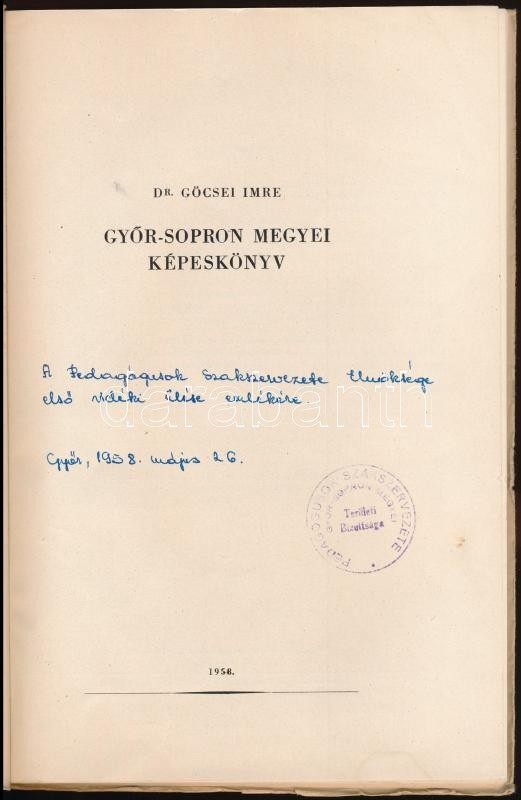 DR. GÖCSEI IMRE
GYŐR-SOPRON MEGYEI
KÉPESKÖNYV
A Pedagógusok Szakszervezete Elnöksége
első vidéki ülése emlékére.
darabanth
Győr, 1958. május 26.
PEDAGÓGUSOK SZAKSZERVEZETE
GYŐR-SOPRON MEGYEI
Területi
Bizottsága
1958.